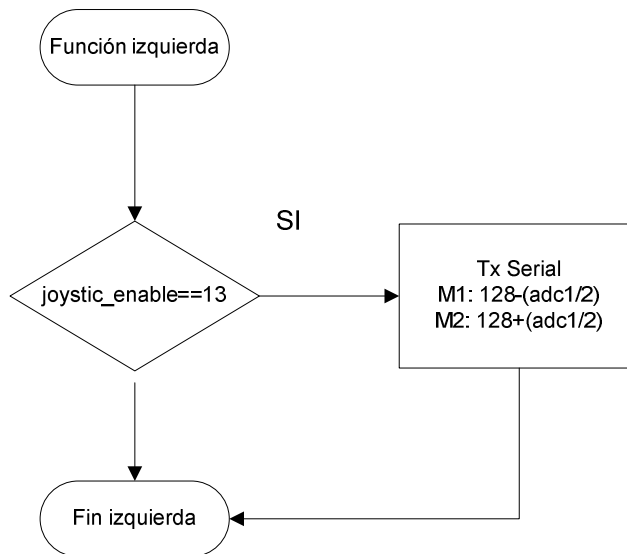 Función izquierda
SI
joystic_enable==13
Tx Serial
M1: 128-(adc1/2)
M2: 128+(adc1/2)
Fin izquierda